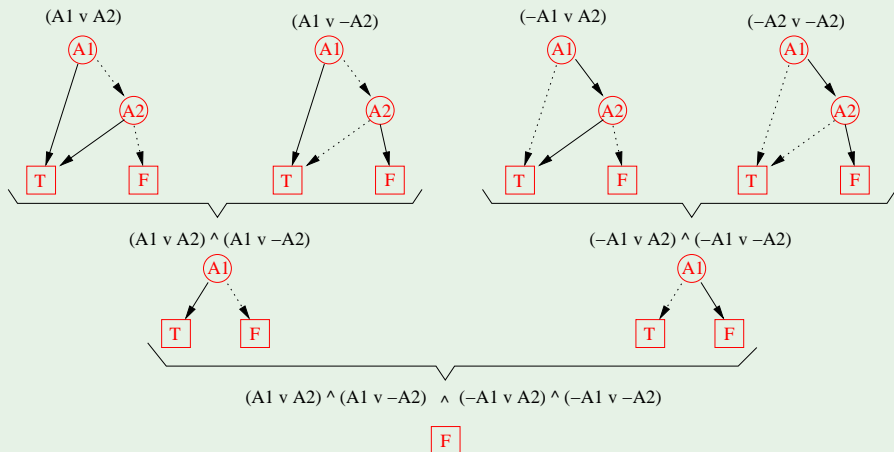 (A1 v A2)
(A1 v −A2)
(−A1 v A2)
(−A2 v −A2)
A1
A1
A1
A1
A2
A2
A2
A2
T
F
T
F
T
F
T
F
(A1 v A2) ^ (A1 v −A2)
(−A1 v A2) ^ (−A1 v −A2)
A1
A1
T
F
T
F
(A1 v A2) ^ (A1 v −A2) ^ (−A1 v A2) ^ (−A1 v −A2)
F